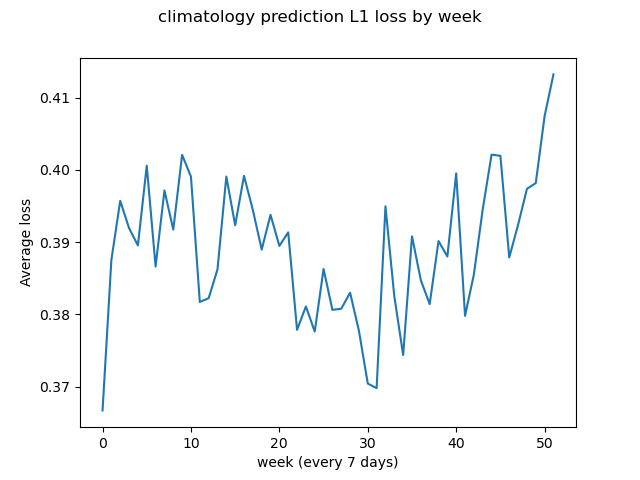 climatology prediction L1 loss by week
0.41
0.40
0.39
0.38
0.37
Average loss
0 10 20 30 40 50
week (every 7 days)